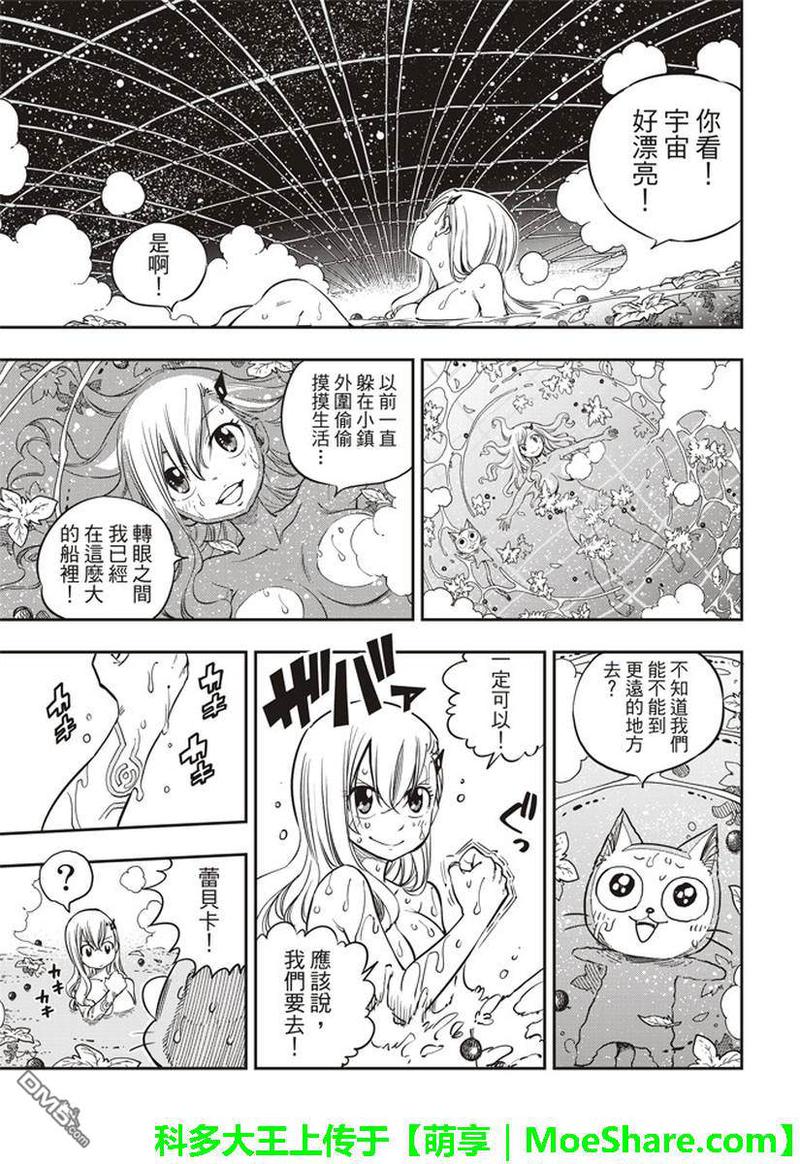 你看！
宇宙
好漂亮！
是啊！
以前一直
躲在小鎮
外圍偷偷
摸摸生活…
轉眼之間
我已經
在這麼大
的船裡！
不知道我們
能不能到
更遠的地方
去？
一定可以！
ザバァ
ぐっ
應該說，
我們要去！
カキ
カキ
蕾貝卡！
？
カキ
カキ
DM5.com
科多大王上传于【萌享｜MoeShare.com】